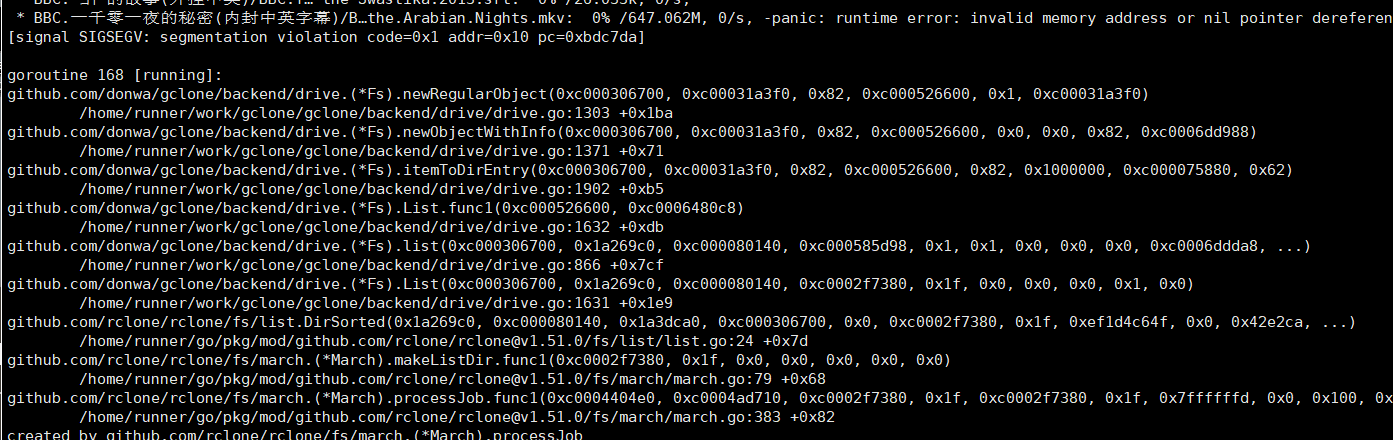 the Swastika.2013.srt:  0% /26.053k, 0/s,
* BBC.一千零一夜的秘密(内封中英字幕)/B…the.Arabian.Nights.mkv:  0% /647.062M, 0/s, -panic: runtime error: invalid memory address or nil pointer dereferen
[signal SIGSEGV: segmentation violation code=0x1 addr=0x10 pc=0xbdc7da]
goroutine 168 [running]:
github.com/donwa/gclone/backend/drive.(*Fs).newRegularObject(0xc000306700, 0xc00031a3f0, 0x82, 0xc000526600, 0x1, 0xc00031a3f0)
/home/runner/work/gclone/gclone/backend/drive/drive.go:1303 +0x1ba
github.com/donwa/gclone/backend/drive.(*Fs).newObjectWithInfo(0xc000306700, 0xc00031a3f0, 0x82, 0xc000526600, 0x0, 0x0, 0x82, 0xc0006dd988)
/home/runner/work/gclone/gclone/backend/drive/drive.go:1371 +0x71
github.com/donwa/gclone/backend/drive.(*Fs).itemToDirEntry(0xc000306700, 0xc00031a3f0, 0x82, 0xc000526600, 0x82, 0x1000000, 0xc000075880, 0x62)
/home/runner/work/gclone/gclone/backend/drive/drive.go:1902 +0xb5
github.com/donwa/gclone/backend/drive.(*Fs).List.func1(0xc000526600, 0xc0006480c8)
/home/runner/work/gclone/gclone/backend/drive/drive.go:1632 +0xdb
github.com/donwa/gclone/backend/drive.(*Fs).list(0xc000306700, 0x1a269c0, 0xc000080140, 0xc000585d98, 0x1, 0x1, 0x0, 0x0, 0x0, 0xc0006ddda8, ...)
/home/runner/work/gclone/gclone/backend/drive/drive.go:866 +0x7cf
github.com/donwa/gclone/backend/drive.(*Fs).List(0xc000306700, 0x1a269c0, 0xc000080140, 0xc0002f7380, 0x1f, 0x0, 0x0, 0x0, 0x1, 0x0)
/home/runner/work/gclone/gclone/backend/drive/drive.go:1631 +0x1e9
github.com/rclone/rclone/fs/list.DirSorted(0x1a269c0, 0xc000080140, 0x1a3dca0, 0xc000306700, 0x0, 0xc0002f7380, 0x1f, 0xef1d4c64f, 0x0, 0x42e2ca, ...)
/home/runner/go/pkg/mod/github.com/rclone/rclone@v1.51.0/fs/list/list.go:24 +0x7d
github.com/rclone/rclone/fs/march.(*March).makeListDir.func1(0xc0002f7380, 0x1f, 0x0, 0x0, 0x0, 0x0, 0x0)
/home/runner/go/pkg/mod/github.com/rclone/rclone@v1.51.0/fs/march/march.go:79 +0x68
github.com/rclone/rclone/fs/march.(*March).processJob.func1(0xc0004404e0, 0xc0004ad710, 0xc0002f7380, 0x1f, 0xc0002f7380, 0x1f, 0x7ffffffd, 0x0, 0x100, 0x
/home/runner/go/pkg/mod/github.com/rclone/rclone@v1.51.0/fs/march/march.go:383 +0x82
created by github.com/rclone/rclone/fs/march.(*March).processJob